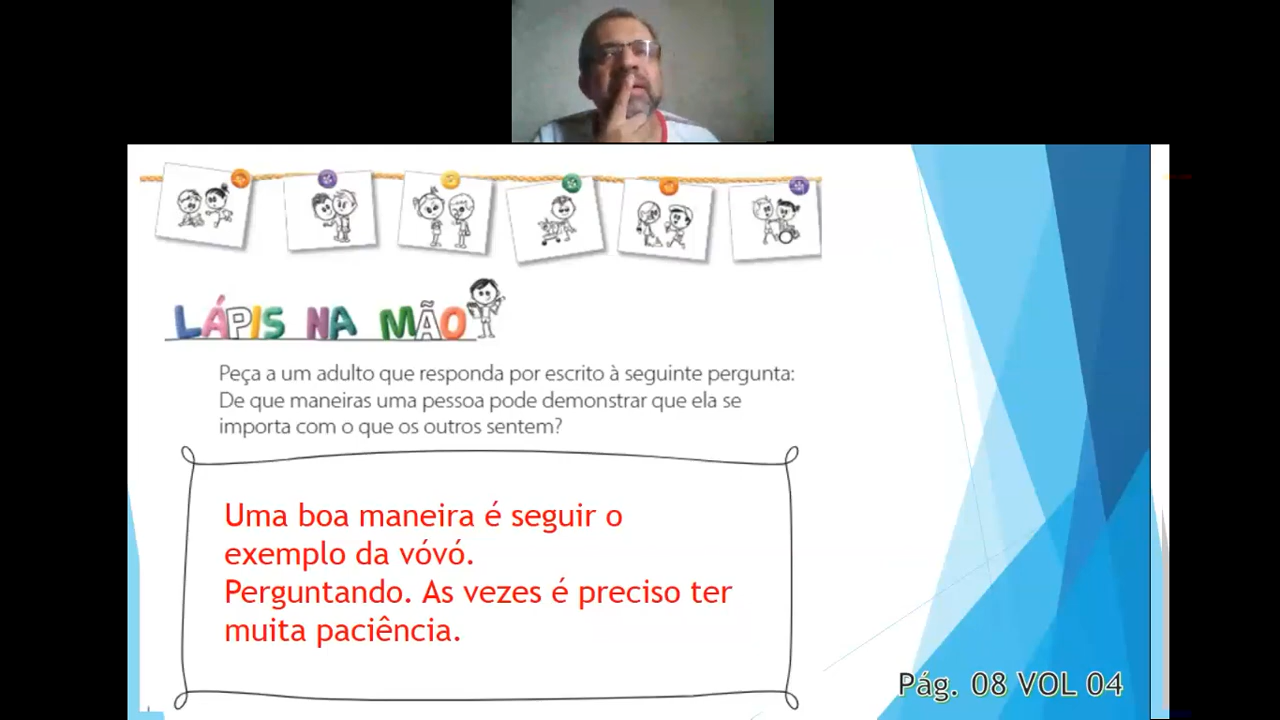 LÁPIS NA MÃO
Peça a um adulto que responda por escrito à seguinte pergunta:
De que maneiras uma pessoa pode demonstrar que ela se
importa com o que os outros sentem?
Uma boa maneira é seguir o
exemplo da vóvó.
Perguntando. As vezes é preciso ter
muita paciência.
Pág. 08 VOL 04